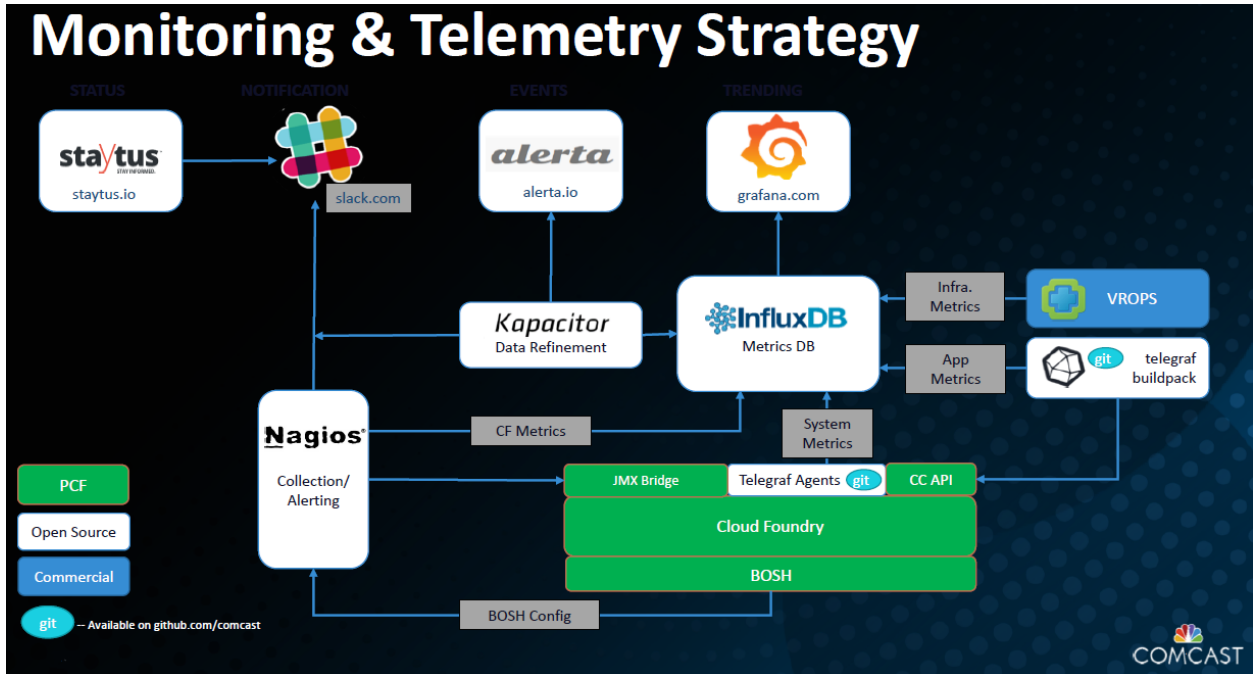 Monitoring & Telemetry Strategy
STATUS
NOTIFICATION
EVENTS
TRENDING
staytus
STAY INFORMED.
staytus.io
slack.com
alerta
alerta.io
grafana.com
Kapacitor
Data Refinement
InfluxDB
Metrics DB
Infra.
Metrics
VROPS
App
Metrics
git
telegraf
buildpack
Nagios®
Collection/
Alerting
CF Metrics
System
Metrics
JMX Bridge
Telegraf Agents
git
CC API
Cloud Foundry
BOSH
BOSH Config
PCF
Open Source
Commercial
git
-- Available on github.com/comcast
COMCAST